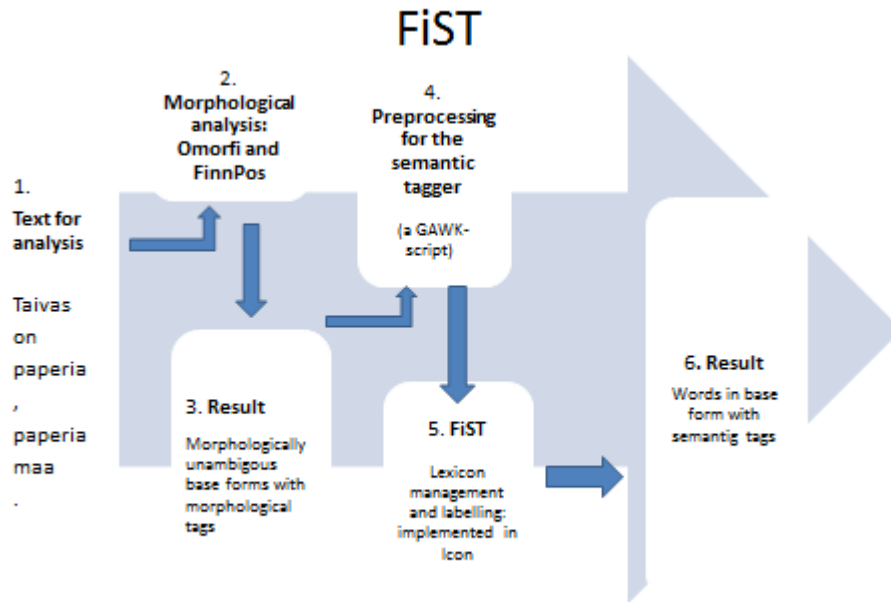 FiST
1.
Text for
analysis
Taivas
on
paperia
,
paperia
maa
.
2.
Morphological
analysis:
Omorfi and
FinnPos
3. Result
Morphologically
unambigous
base forms with
morphological
tags
4.
Preprocessing
for the
semantic
tagger
(a GAWK-
script)
5. FiST
Lexicon
management
and labelling:
implemented in
Icon
6. Result
Words in base
form with
semantig tags